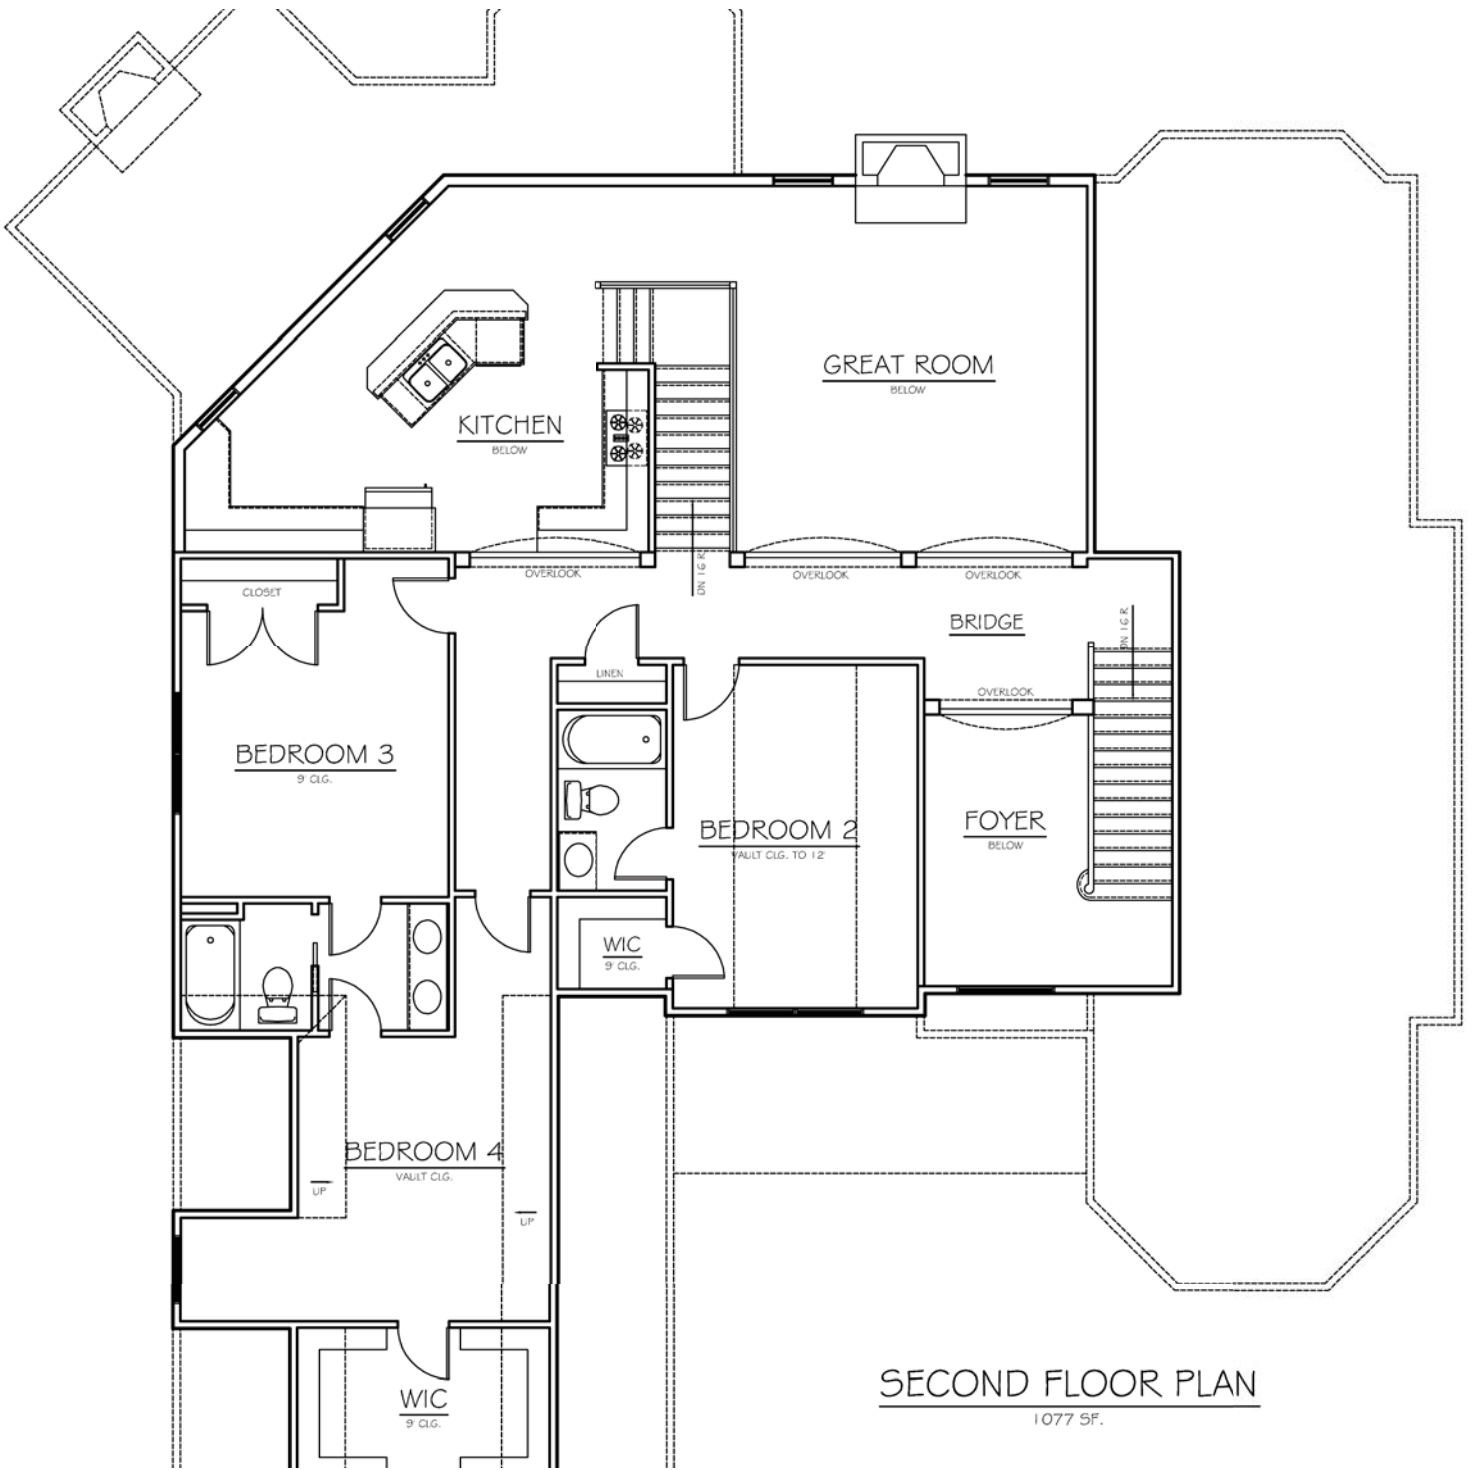 GREAT ROOM
BELOW
KITCHEN
BELOW
OVERLOOK
DN 16 R
OVERLOOK
OVERLOOK
CLOSET
BRIDGE
DN 16 R
LINEN
OVERLOOK
BEDROOM 3
9' CLG.
BEDROOM 2
VAULT CLG. TO 12'
FOYER
BELOW
WIC
9' CLG.
BEDROOM 4
VAULT CLG.
UP
UP
SECOND FLOOR PLAN
1077 SF.
WIC
9' CLG.